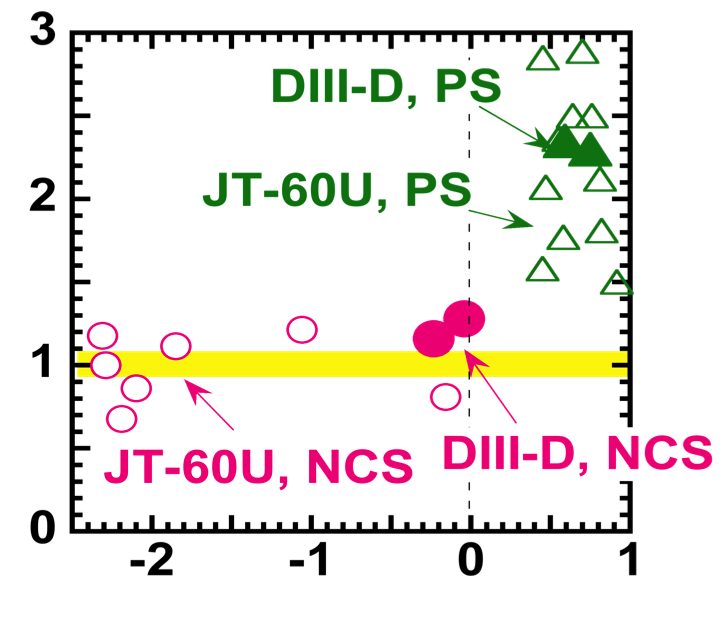 3
DIII-D, PS
2
JT-60U, PS
1
JT-60U, NCS
DIII-D, NCS
0
-2 -1 0 1